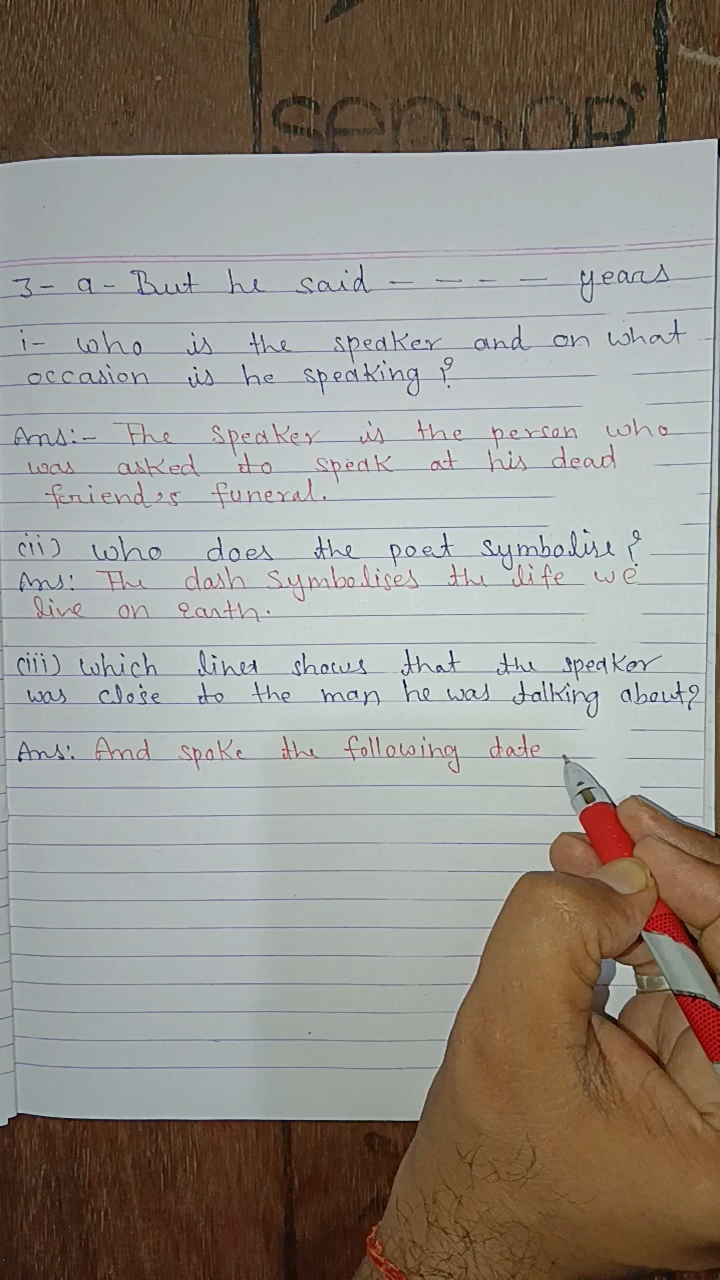 sensor
3- a- But he said - - - - years
i- who is the speaker and on what
occasion is he speaking?
Ans:- The speaker is the person who
was asked to speak at his dead
friend's funeral.
(ii) who does the poet symbolise?
Ans: The dash symbolises the life we
live on earth.
(iii) which lines shows that the speaker
was close to the man he was talking about?
Ans: And spoke the following date